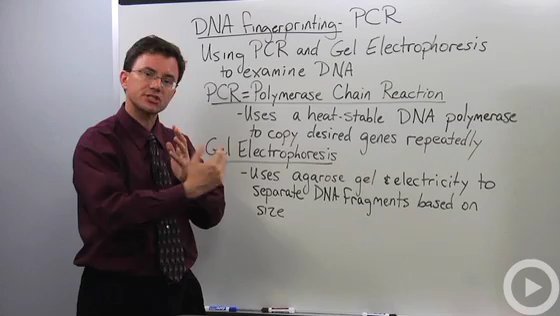 DNA fingerprinting- PCR
Using PCR and Gel Electrophoresis
to examine DNA
PCR = Polymerase Chain Reaction
-Uses a heat-stable DNA polymerase
to copy desired genes repeatedly
Gel Electrophoresis
-Uses agarose gel & electricity to
separate DNA fragments based on
size